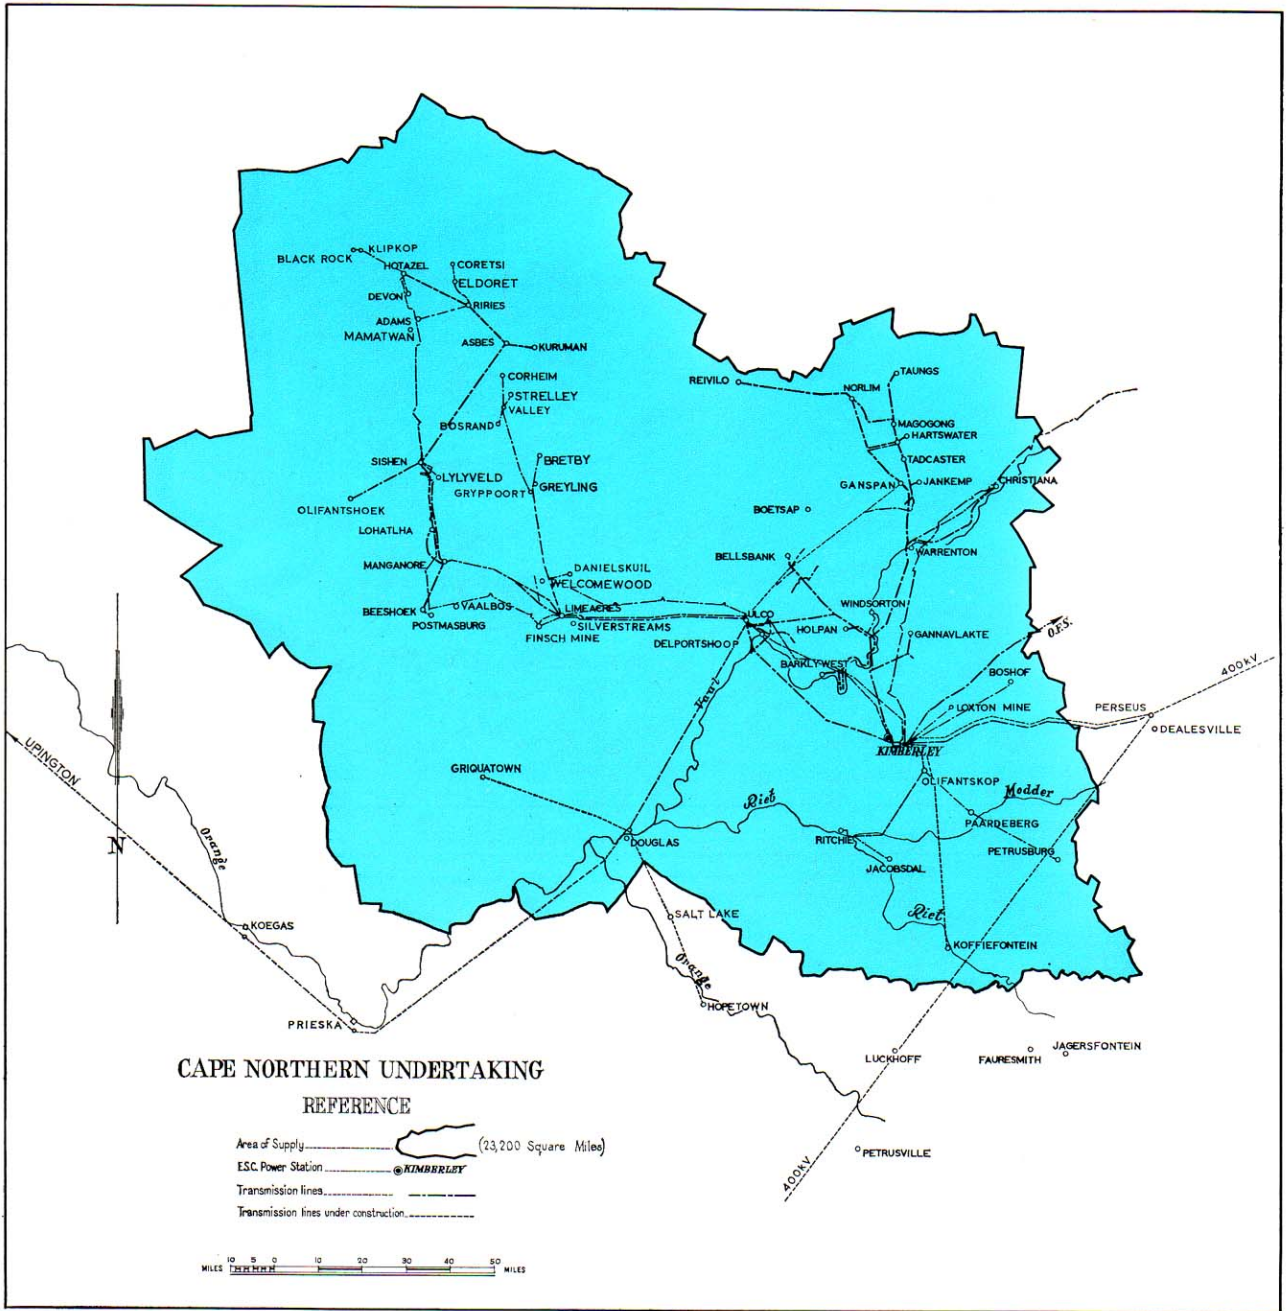 KLIPKOP
BLACK ROCK
HOTAZEL
CORETSI
ELDORET
DEVON
RIRIES
ADAMS
MAMATWAN
ASBES
KURUMAN
CORHEIM
STRELLEY
VALLEY
BOSRAND
REIVILO
NORLIM
TAUNGS
MAGOGONG
HARTSWATER
TADCASTER
SISHEN
LYLYVELD
BRETBY
GREYLING
GRYPPOORT
GANSPAN
JANKEMP
CHRISTIANA
OLIFANTSHOEK
BOETSAP
LOHATLHA
BELLSBANK
WARRENTON
MANGANORE
DANIELSKUIL
WELCOMEWOOD
BEESHOEK
VAALBOS
POSTMASBURG
LIMEACRES
FINSCH MINE
SILVERSTREAMS
ULCO
WINDSORTON
HOLPAN
DELPORTSHOOP
GANNAVLAKTE
O.F.S.
BARKLY-WEST
BOSHOF
400kV
Vaal
LOXTON MINE
PERSEUS
DEALESVILLE
KIMBERLEY
UPINGTON
GRIQUATOWN
OLIFANTSKOP
Modder
Riet
PAARDEBERG
N
Orange
DOUGLAS
RITCHIE
PETRUSBURG
JACOBSDAL
SALT LAKE
Riet
KOEGAS
KOFFIEFONTEIN
Orange
HOPETOWN
PRIESKA
LUCKHOFF
FAURESMITH
JAGERSFONTEIN
PETRUSVILLE
400kV
CAPE NORTHERN UNDERTAKING
REFERENCE
Area of Supply (23,200 Square Miles)
E.S.C. Power Station KIMBERLEY
Transmission lines
Transmission lines under construction
MILES 10 5 0 10 20 30 40 50 MILES